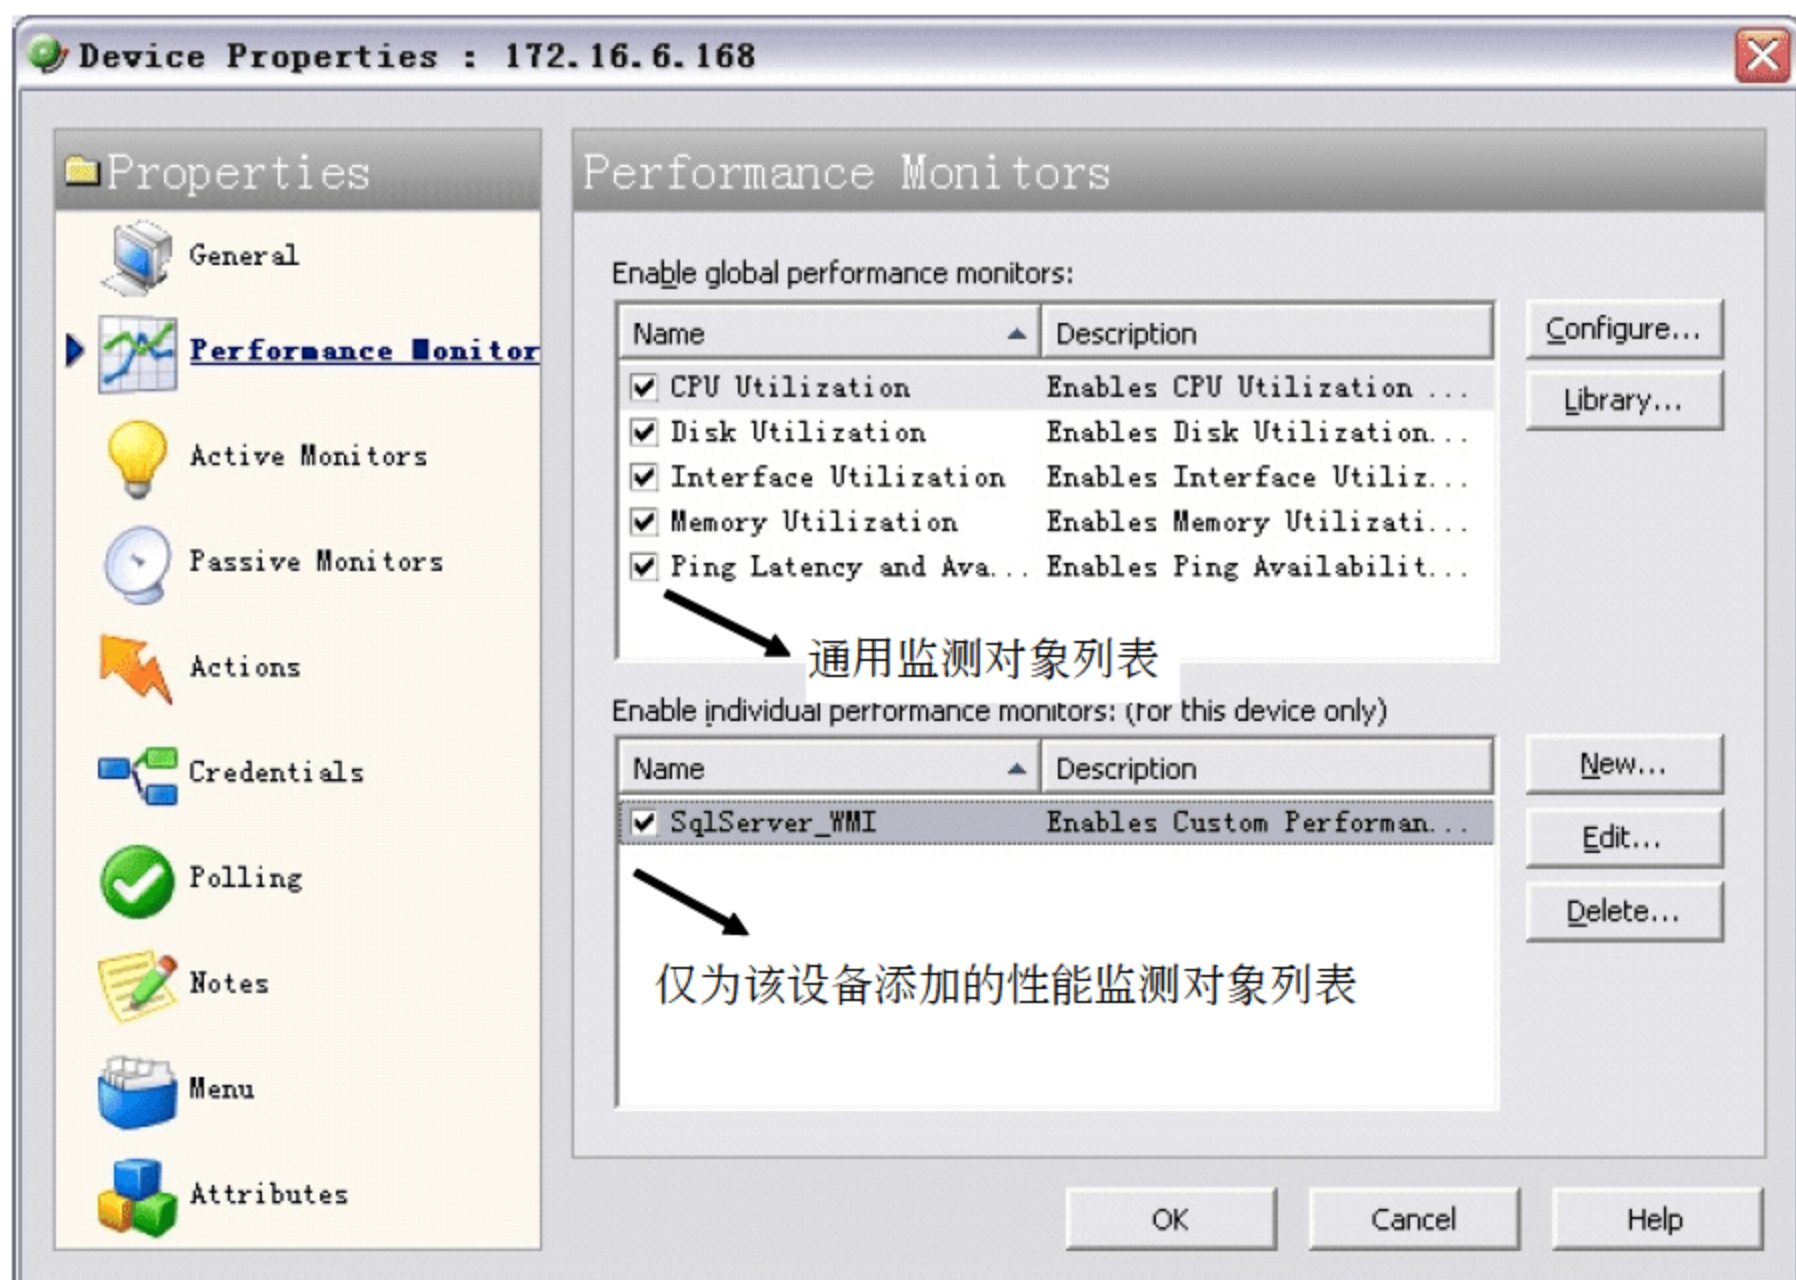 Device Properties : 172.16.6.168
Properties
General
Performance Monitor
Active Monitors
Passive Monitors
Actions
Credentials
Polling
Notes
Menu
Attributes
Performance Monitors
Enable global performance monitors:
Name Description
CPU Utilization Enables CPU Utilization ...
Disk Utilization Enables Disk Utilization...
Interface Utilization Enables Interface Utiliz...
Memory Utilization Enables Memory Utilizati...
Ping Latency and Ava... Enables Ping Availabilit...
通用监测对象列表
Configure...
Library...
Enable individual performance monitors: (for this device only)
Name Description
SqlServer_WMI Enables Custom Performan...
仅为该设备添加的性能监测对象列表
New...
Edit...
Delete...
OK Cancel Help